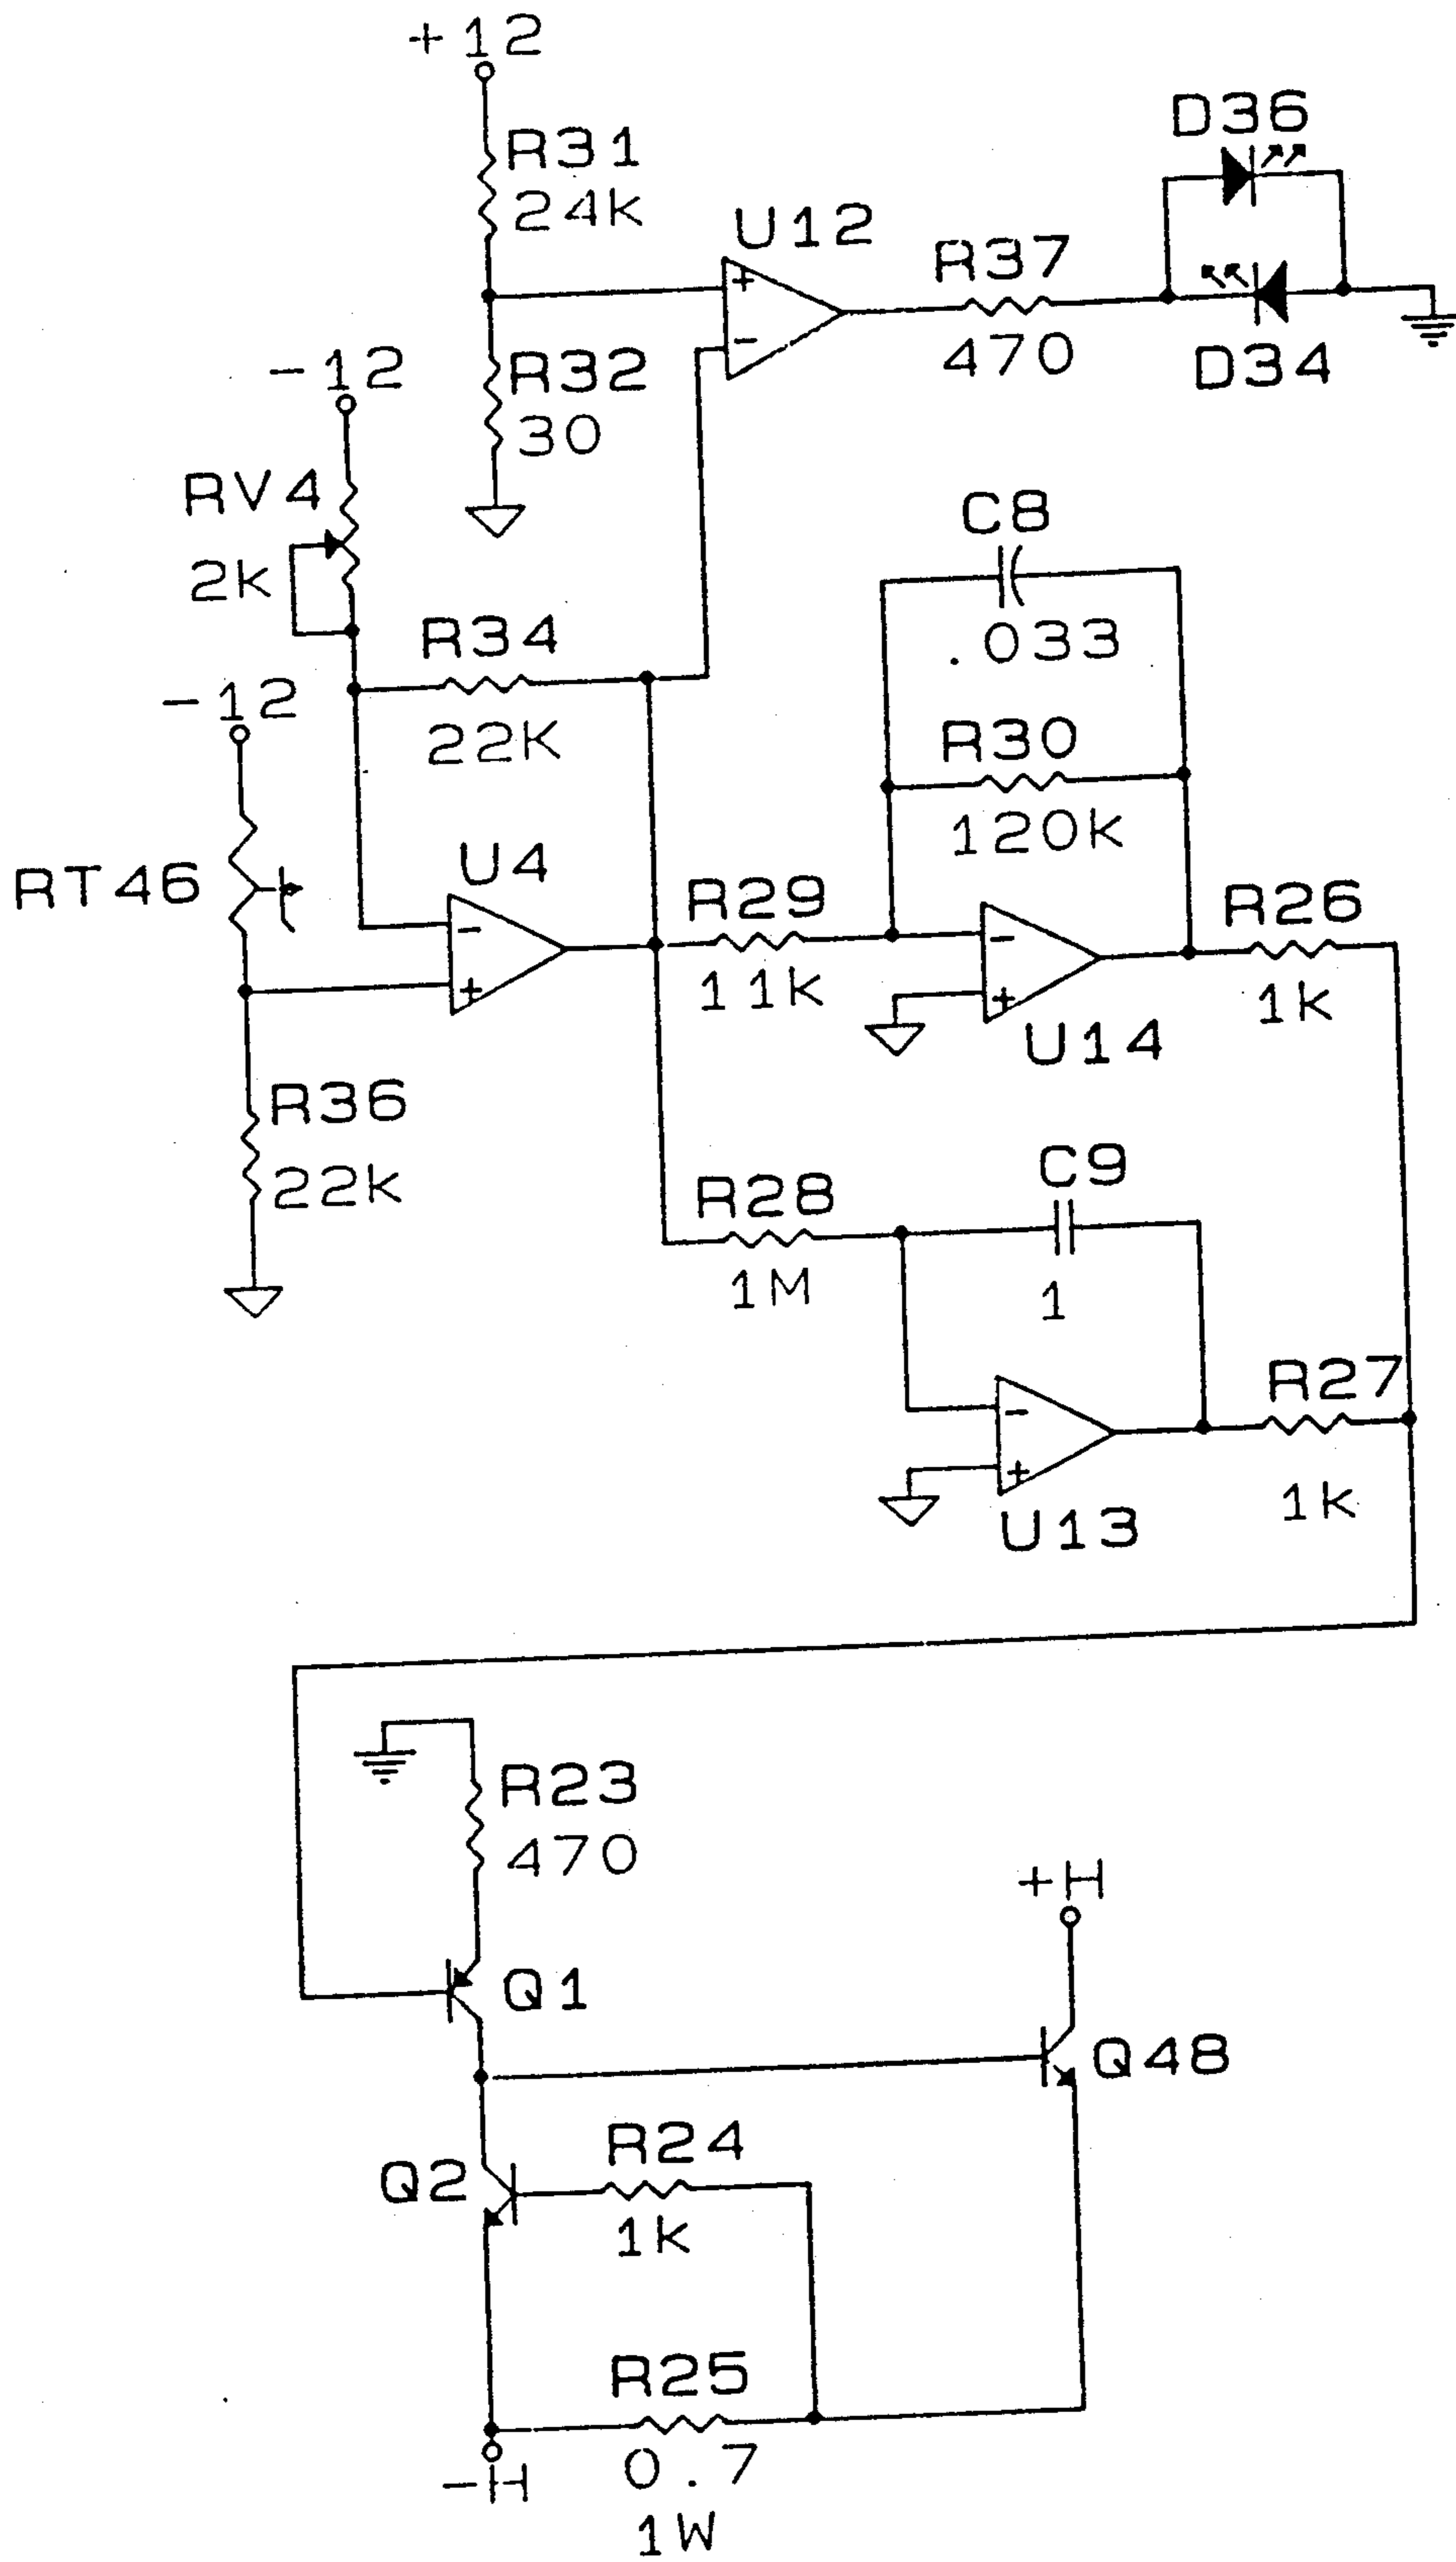 +12
R31
24K
D36
U12
+
-
R37
470
D34
R32
30
-12
RV4
2K
C8
.033
R34
22K
-12
R30
120K
RT46
U4
-
+
R29
11K
-
+
U14
R26
1K
R36
22K
R28
1M
C9
1
-
+
U13
R27
1K
R23
470
Q1
+H
Q48
Q2
R24
1K
R25
0.7
1W
-H